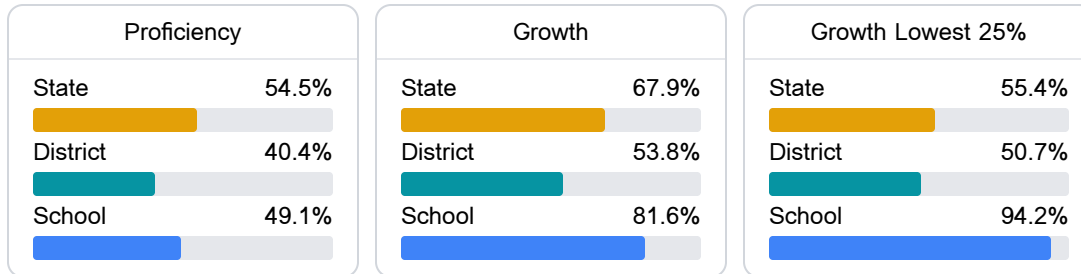 Proficiency
State 54.5%
District 40.4%
School 49.1%
Growth
State 67.9%
District 53.8%
School 81.6%
Growth Lowest 25%
State 55.4%
District 50.7%
School 94.2%